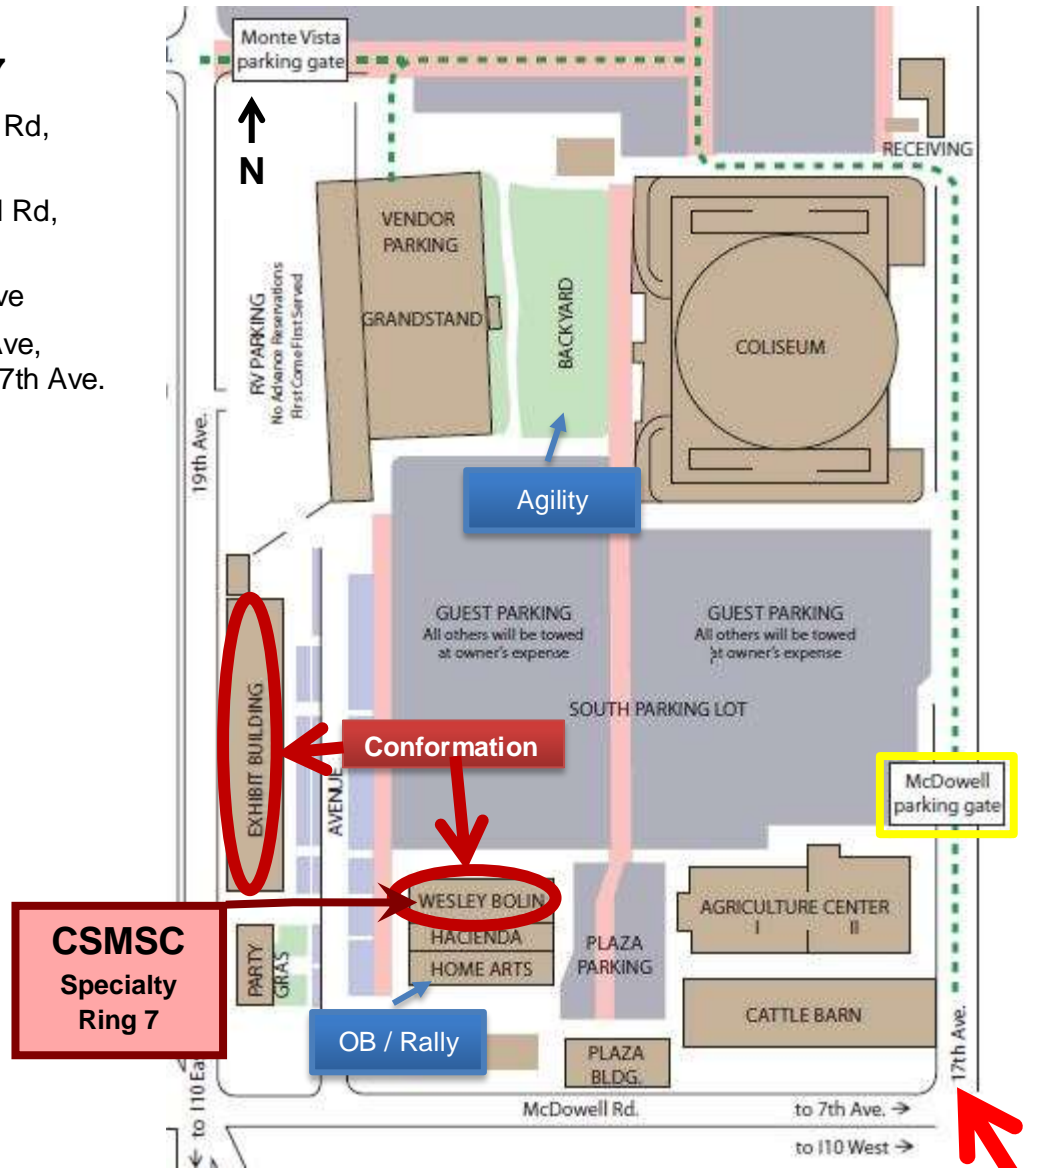 Monte Vista
parking gate
Rd,
N
RECEIVING
Rd,
VENDOR
PARKING
GRANDSTAND
RV PARKING
No Advance Reservations
First Come First Served
BACKYARD
COLISEUM
ve
Ave,
7th Ave.
19th Ave.
Agility
GUEST PARKING
All others will be towed
at owner's expense
GUEST PARKING
All others will be towed
at owner's expense
SOUTH PARKING LOT
EXHIBIT BUILDING
Conformation
AVENUE
McDowell
parking gate
WESLEY BOLIN
HACIENDA
HOME ARTS
AGRICULTURE CENTER
I II
CSMSC
Specialty
Ring 7
PARTY
GRAS
PLAZA
PARKING
OB / Rally
CATTLE BARN
PLAZA
BLDG.
17th Ave.
to I10 Eas
McDowell Rd.
to 7th Ave. →
to I10 West →